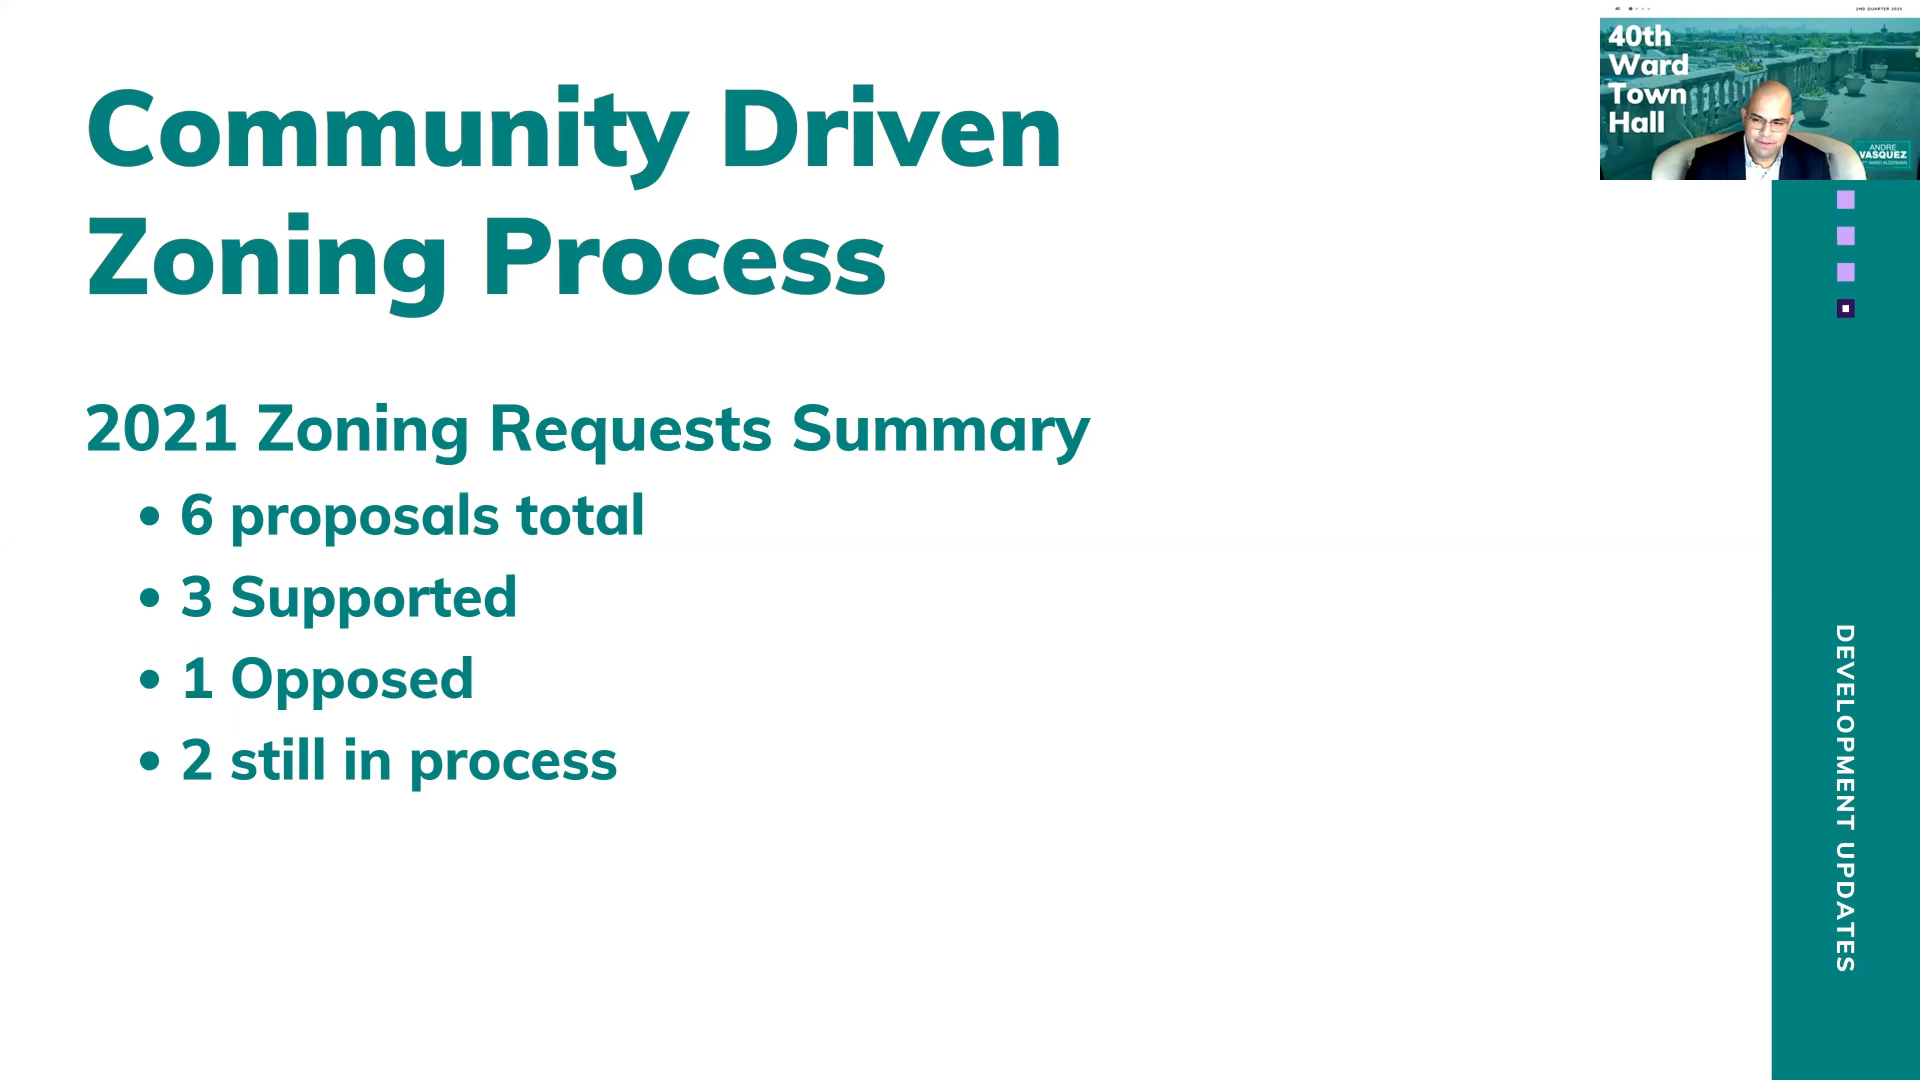 Community Driven
Zoning Process
2021 Zoning Requests Summary
• 6 proposals total
• 3 Supported
• 1 Opposed
• 2 still in process
40th
Ward
Town
Hall
ANDRE
VASQUEZ
DEVELOPMENT UPDATES